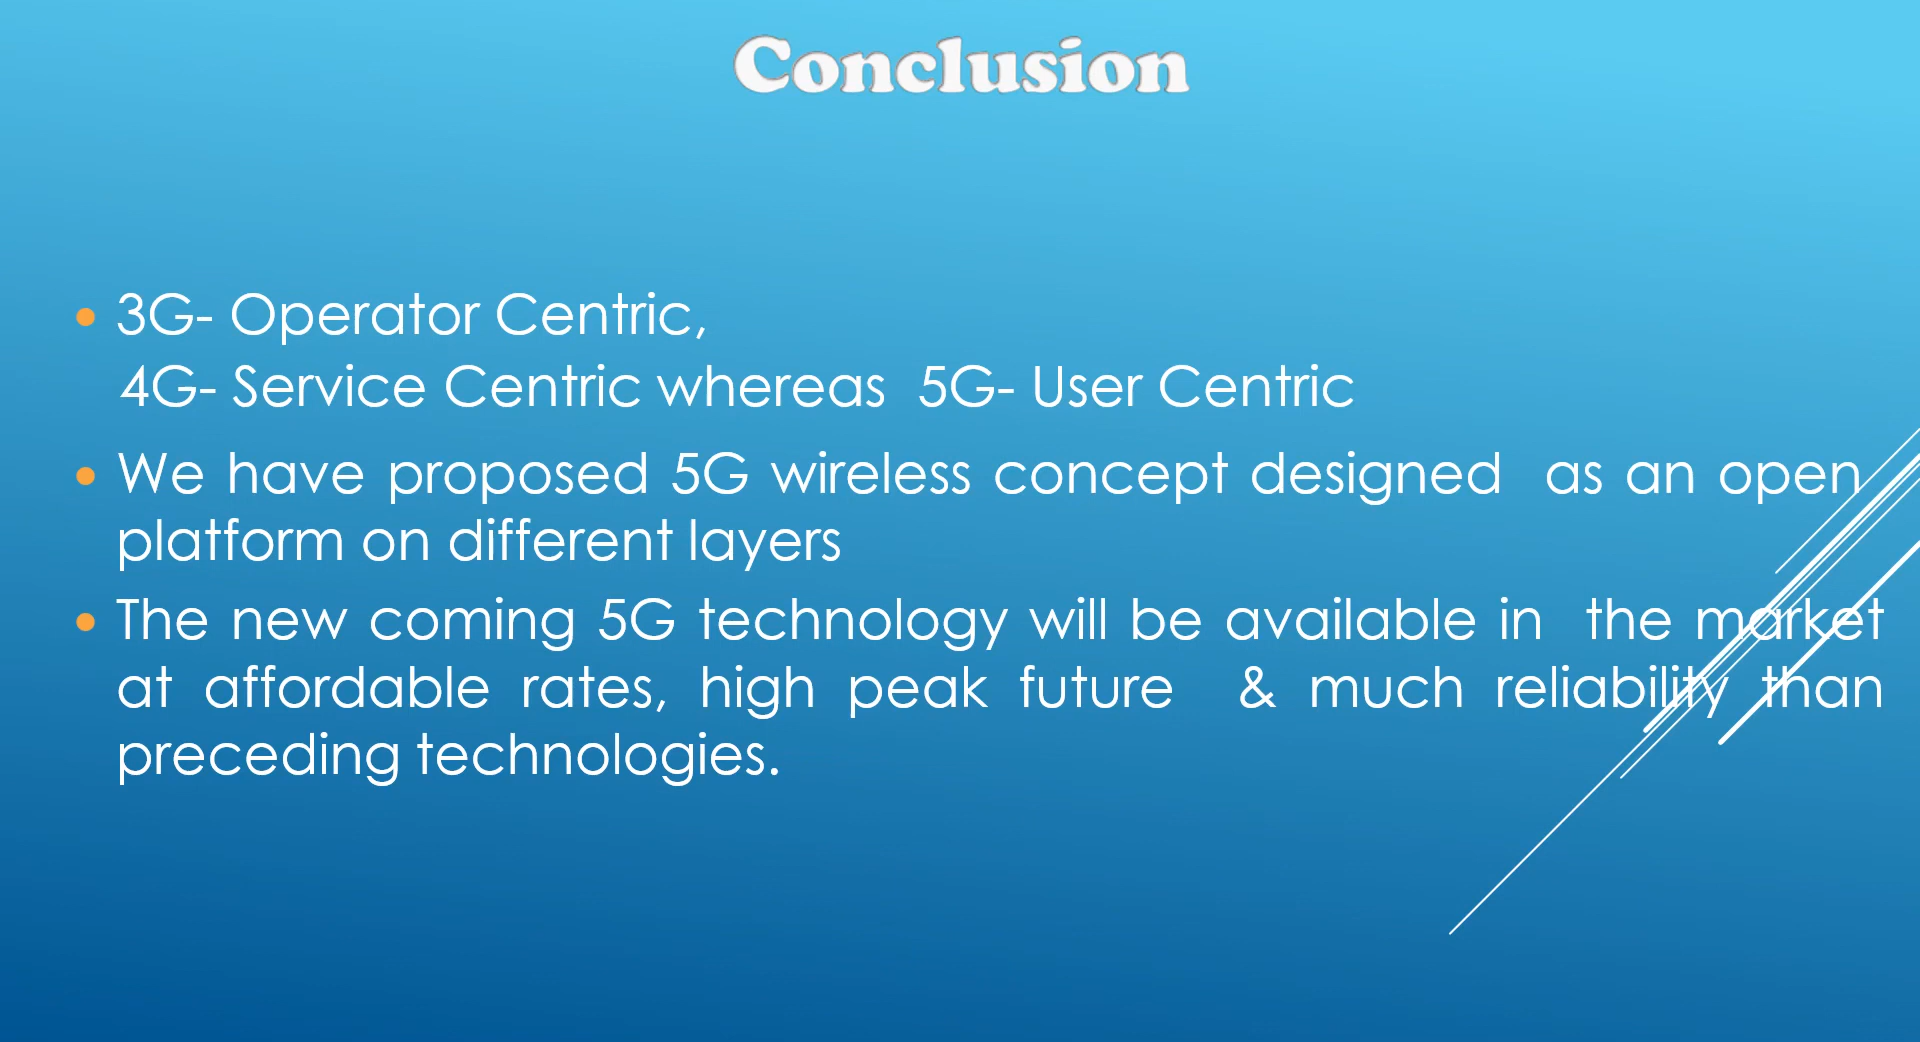 Conclusion
3G- Operator Centric,
4G- Service Centric whereas  5G- User Centric
We have proposed 5G wireless concept designed  as an open
platform on different layers
The new coming 5G technology will be available in  the market
at affordable rates, high peak future  & much reliability than
preceding technologies.